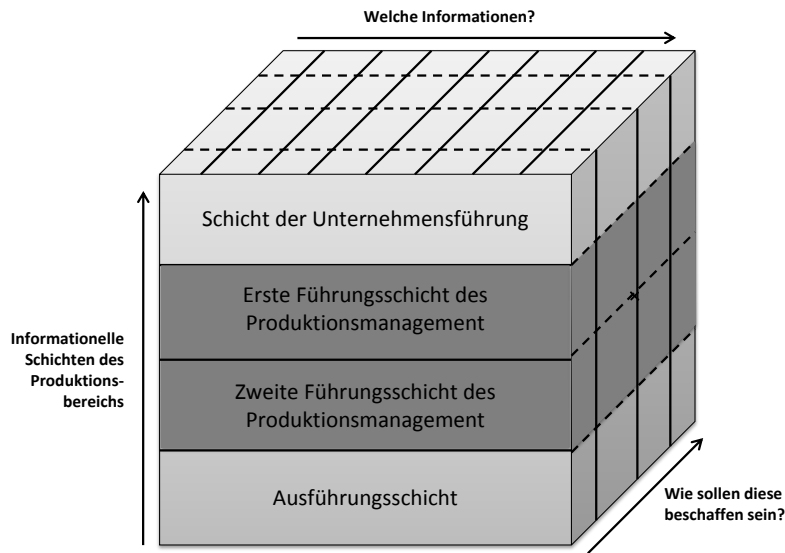 Welche Informationen?
Schicht der Unternehmensführung
Erste Führungsschicht des
Produktionsmanagement
Informationelle
Schichten des
Produktions-
bereichs
Zweite Führungsschicht des
Produktionsmanagement
Ausführungsschicht
Wie sollen diese
beschaffen sein?